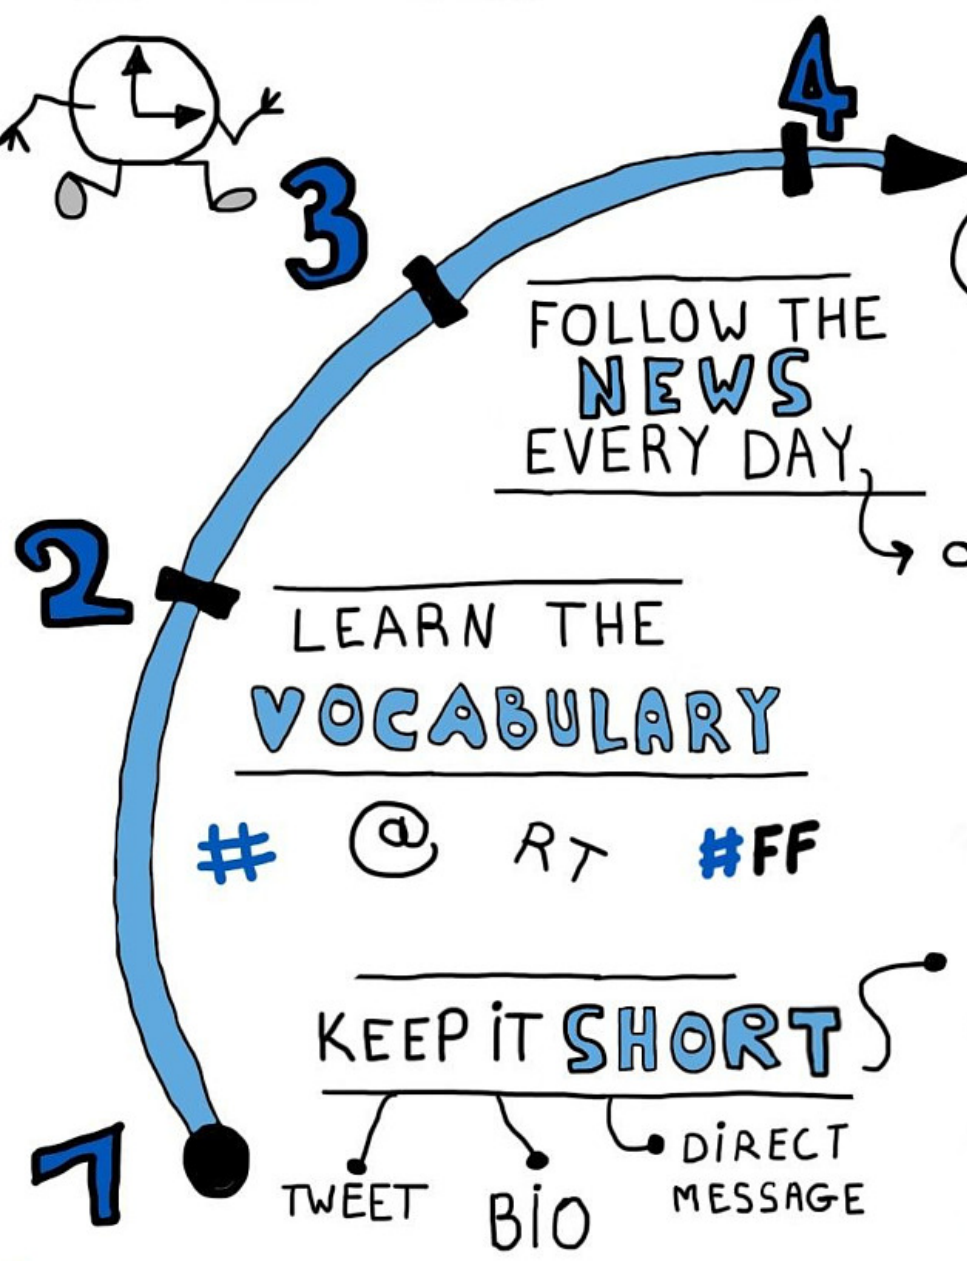 4
3
FOLLOW THE
NEWS
EVERY DAY
2
LEARN THE
VOCABULARY
# @ RT #FF
KEEP iT SHORT
1
TWEET BiO DiRECT
MESSAGE